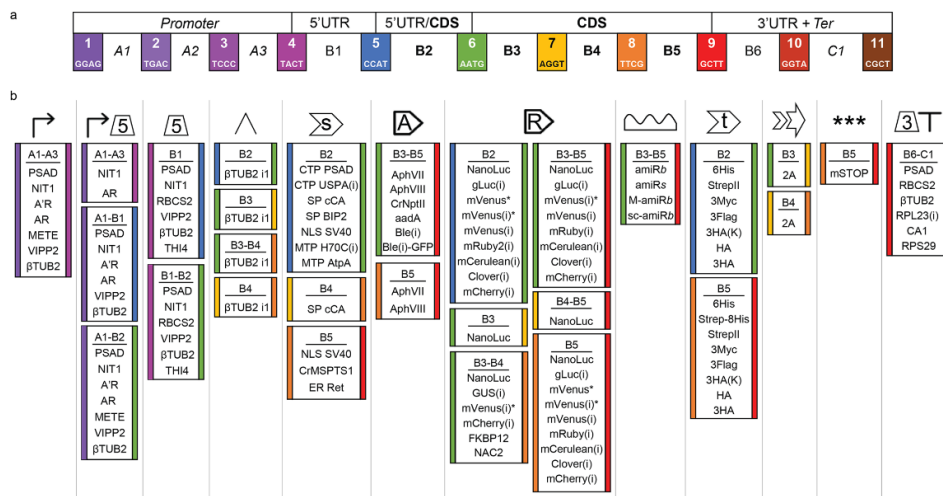 a
Promoter
5'UTR
5'UTR/CDS
CDS
3'UTR + Ter
1 A1 2 A2 3 A3 4 B1 5 B2 6 B3 7 B4 8 B5 9 B6 10 C1 11
GGAG TGAC TCCC TACT CCAT AATG AGGT TTCG GCTT GGTA CGCT
b
5
5
s
A
R
t
***
3
A1-A3
PSAD
NIT1
A'R
AR
METE
VIPP2
βTUB2
A1-A3
NIT1
AR
A1-B1
PSAD
NIT1
A'R
AR
VIPP2
βTUB2
A1-B2
PSAD
NIT1
A'R
AR
METE
VIPP2
βTUB2
B1
PSAD
NIT1
RBCS2
VIPP2
βTUB2
THI4
B1-B2
PSAD
NIT1
RBCS2
VIPP2
βTUB2
THI4
B2
βTUB2 i1
B3
βTUB2 i1
B3-B4
βTUB2 i1
B4
βTUB2 i1
B2
CTP PSAD
CTP USPA(i)
SP cCA
SP BIP2
NLS SV40
MTP H70C(i)
MTP AtpA
B4
SP cCA
B5
NLS SV40
CrMSPTS1
ER Ret
B3-B5
AphVII
AphVIII
CrNptII
aadA
Ble(i)
Ble(i)-GFP
B5
AphVII
AphVIII
B2
NanoLuc
gLuc(i)
mVenus*
mVenus(i)*
mVenus(i)
mRuby2(i)
mCerulean(i)
Clover(i)
mCherry(i)
B3
NanoLuc
B3-B4
NanoLuc
GUS(i)
mVenus(i)*
mCherry(i)
FKBP12
NAC2
B3-B5
NanoLuc
gLuc(i)
mVenus(i)*
mVenus(i)
mRuby(i)
mCerulean(i)
Clover(i)
mCherry(i)
B4-B5
NanoLuc
B5
NanoLuc
gLuc(i)
mVenus*
mVenus(i)*
mVenus(i)
mRuby(i)
mCerulean(i)
Clover(i)
mCherry(i)
B3-B5
amiRb
amiRs
M-amiRb
sc-amiRb
B2
6His
StrepII
3Myc
3Flag
3HA(K)
HA
3HA
B5
6His
Strep-8His
StrepII
3Myc
3Flag
3HA(K)
HA
3HA
B3
2A
B4
2A
B5
mSTOP
B6-C1
PSAD
RBCS2
βTUB2
RPL23(i)
CA1
RPS29